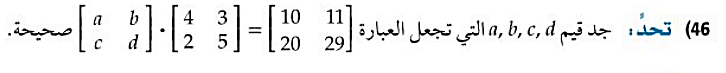 (46 تحدٍّ: جد قيم a, b, c, d التي تجعل العبارة [a b; c d] · [4 3; 2 5] = [10 11; 20 29] صحيحة.